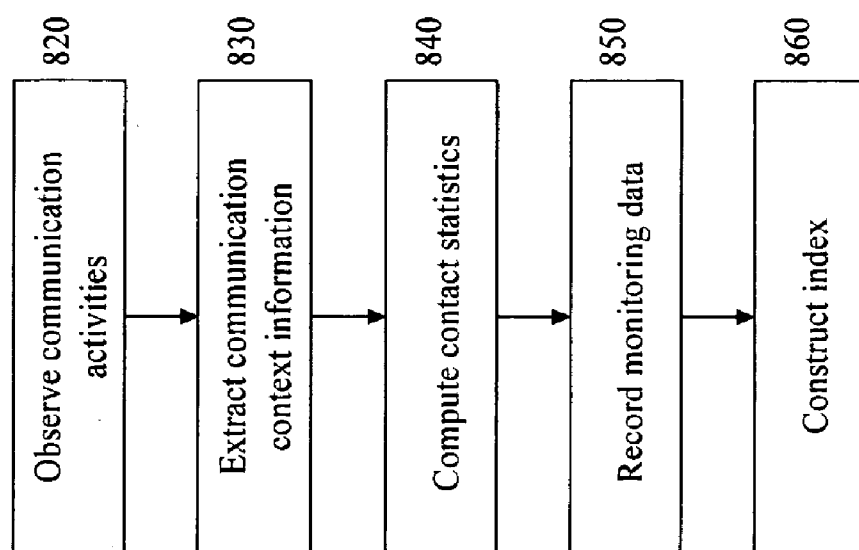 820
Observe communication
activities
830
Extract communication
context information
840
Compute contact statistics
850
Record monitoring data
860
Construct index